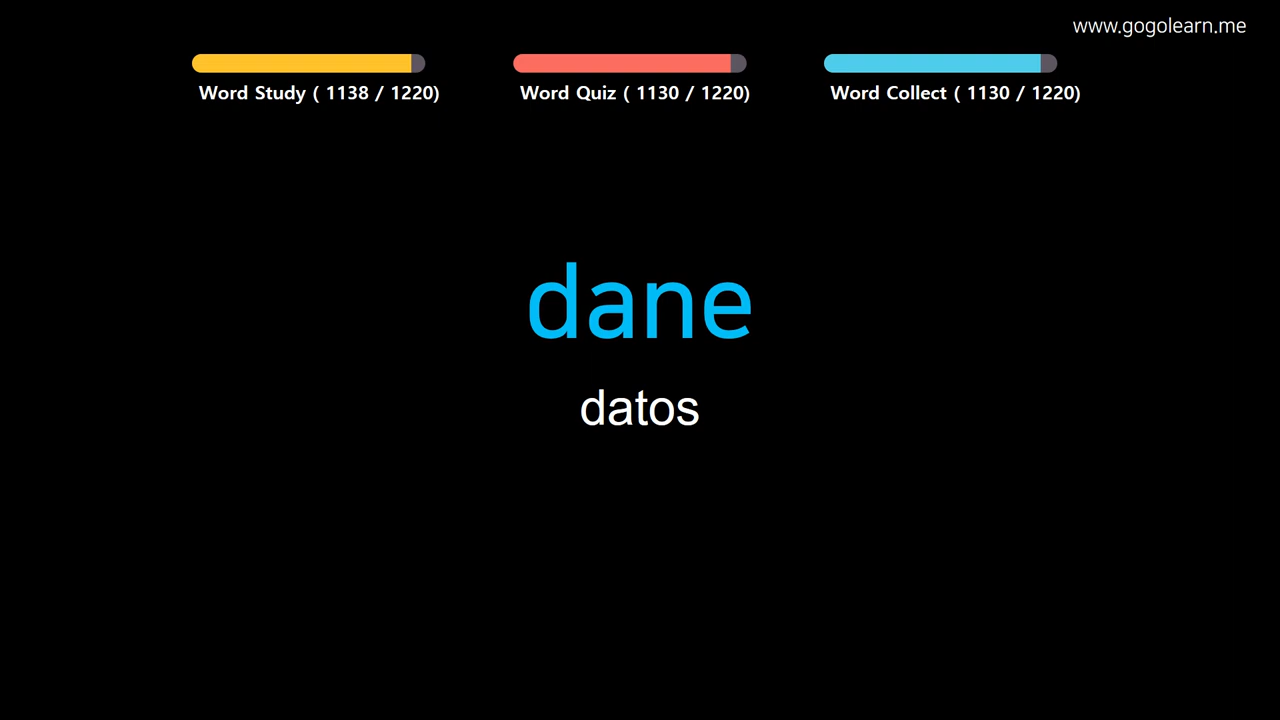 www.gogolearn.me
Word Study ( 1138 / 1220)
Word Quiz ( 1130 / 1220)
Word Collect ( 1130 / 1220)
dane
datos